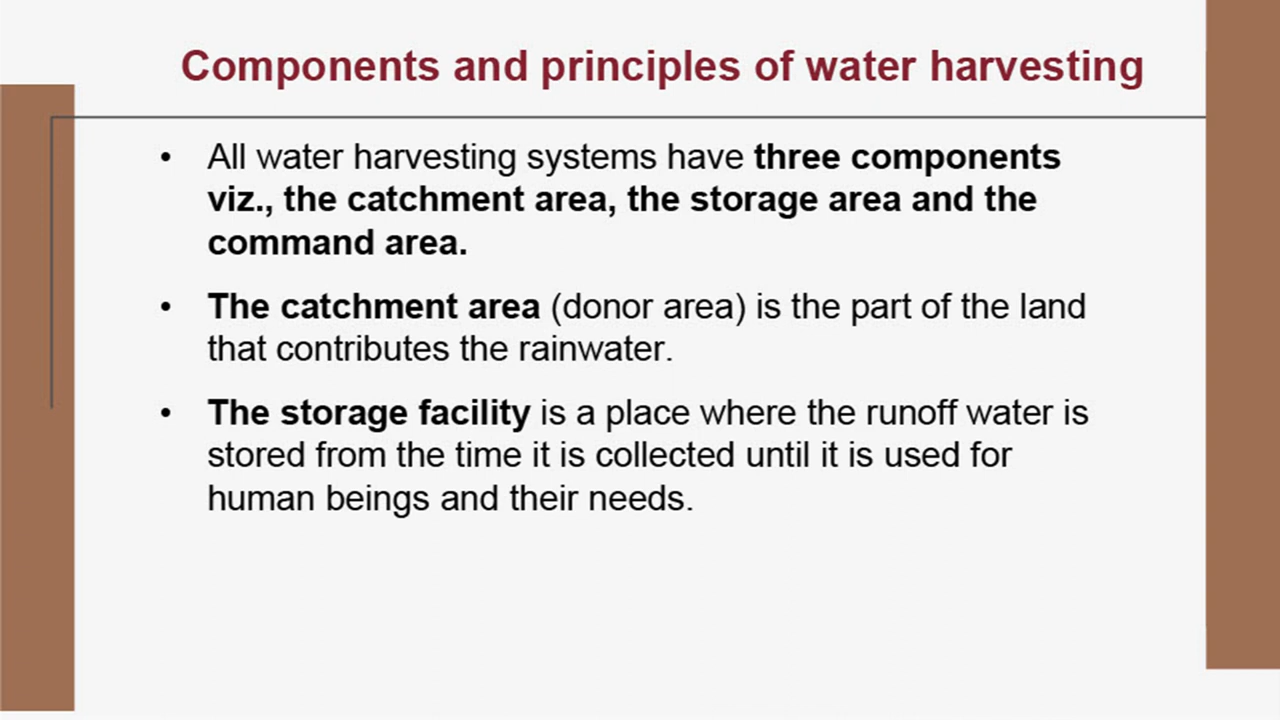 Components and principles of water harvesting
• All water harvesting systems have three components
viz., the catchment area, the storage area and the
command area.
• The catchment area (donor area) is the part of the land
that contributes the rainwater.
• The storage facility is a place where the runoff water is
stored from the time it is collected until it is used for
human beings and their needs.